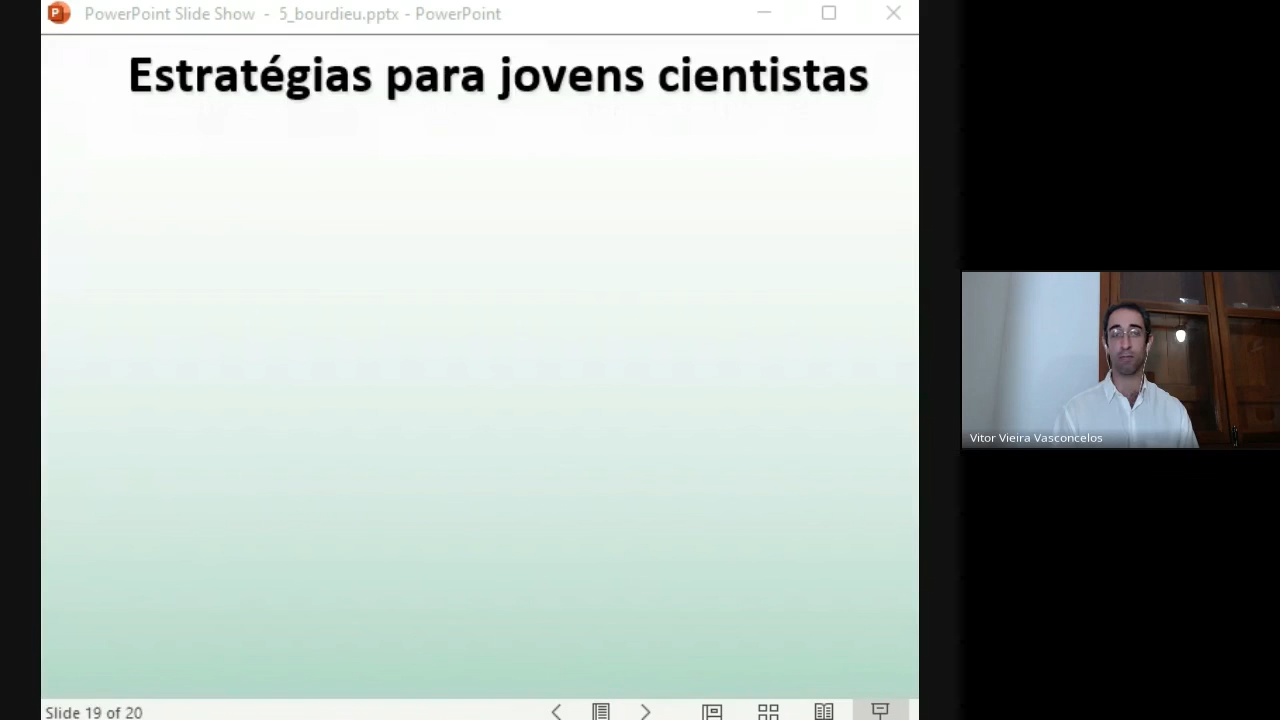 PowerPoint Slide Show - 5_bourdieu.pptx - PowerPoint
Estratégias para jovens cientistas
Vitor Vieira Vasconcelos
Slide 19 of 20